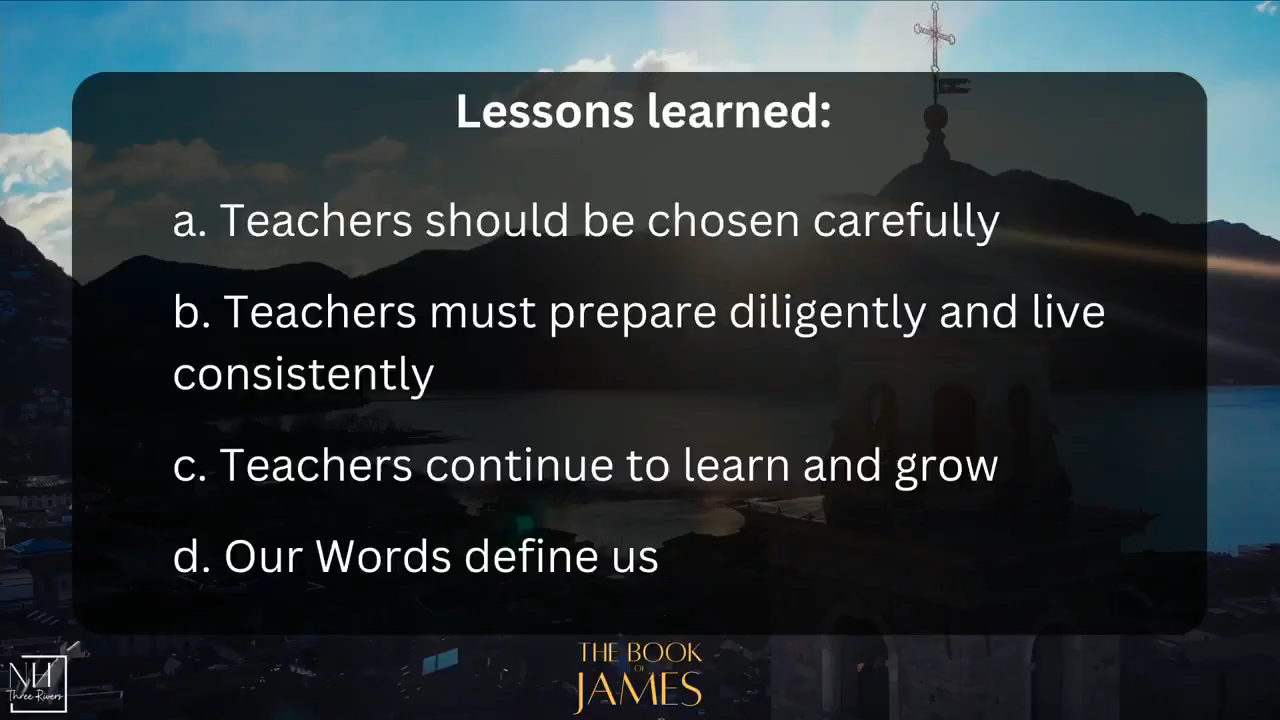 Lessons learned:
a. Teachers should be chosen carefully
b. Teachers must prepare diligently and live
consistently
c. Teachers continue to learn and grow
d. Our Words define us
THE BOOK
OF
JAMES
NH
Three Rivers